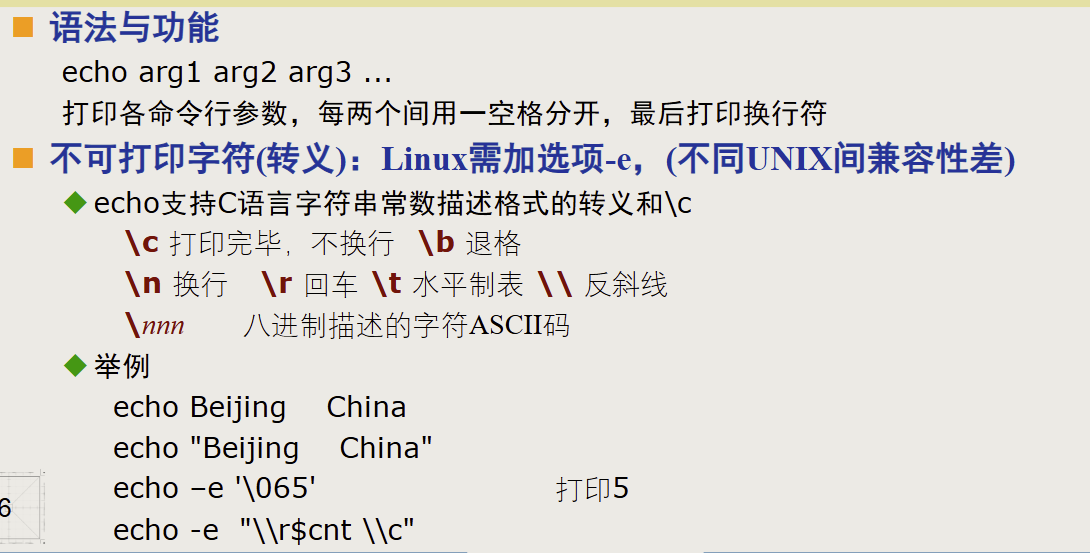 语法与功能
echo arg1 arg2 arg3 ...
打印各命令行参数，每两个间用一空格分开，最后打印换行符
不可打印字符(转义)：Linux需加选项-e，(不同UNIX间兼容性差)
echo支持C语言字符串常数描述格式的转义和\c
\c 打印完毕，不换行 \b 退格
\n 换行 \r 回车 \t 水平制表 \\ 反斜线
\nnn 八进制描述的字符ASCII码
举例
echo Beijing    China
echo "Beijing    China"
echo –e '\065' 打印5
6
echo -e  "\\r$cnt \\c"